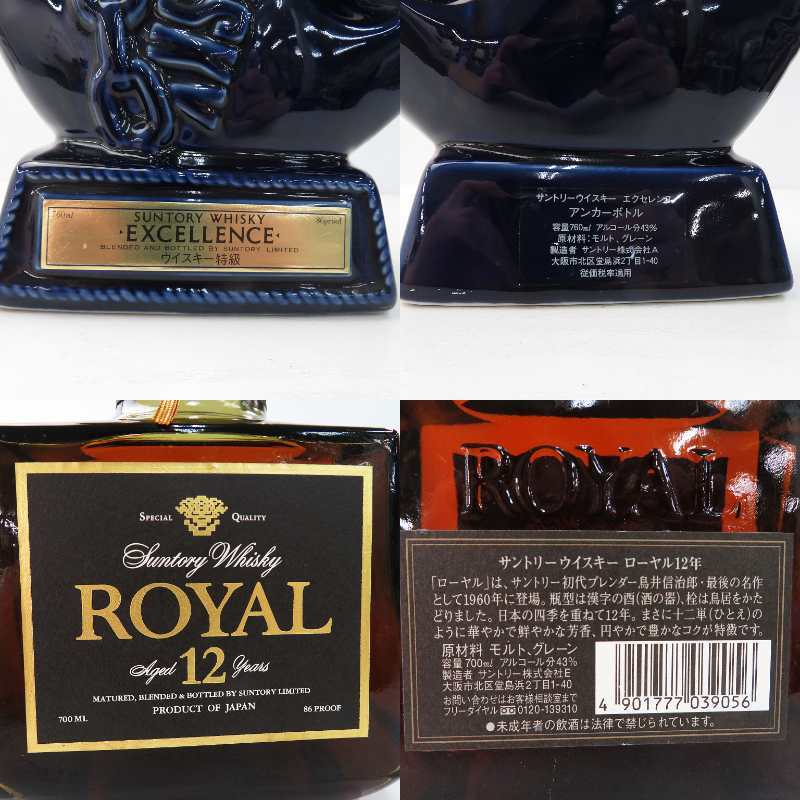 760ml
SUNTORY WHISKY
86 proof
·EXCELLENCE·
BLENDED AND BOTTLED BY SUNTORY LIMITED
ウイスキー特級
サントリーウイスキー エクセレンス
アンカーボトル
容量760ml アルコール分43%
原材料:モルト、グレーン
製造者 サントリー株式会社A
大阪市北区堂島浜2丁目1-40
従価税率適用
SPECIAL QUALITY
Suntory Whisky
ROYAL
Aged 12 Years
MATURED, BLENDED & BOTTLED BY SUNTORY LIMITED
PRODUCT OF JAPAN
700 ML
86 PROOF
ROYAL
サントリーウイスキー ローヤル12年
「ローヤル」は、サントリー初代ブレンダー鳥井信治郎・最後の名作
として1960年に登場。瓶型は漢字の酉(酒の器)、栓は鳥居をかた
どりました。日本の四季を重ねて12年。まさに十二単(ひとえ)の
ように華やかで鮮やかな芳香、円やかで豊かなコクが特徴です。
原材料 モルト、グレーン
容量700ml アルコール分43%
製造者 サントリー株式会社E
大阪市北区堂島浜2丁目1-40
お問い合わせはお客様相談室まで
フリーダイヤル 0120-139310
4 901777 039056
●未成年者の飲酒は法律で禁じられています。